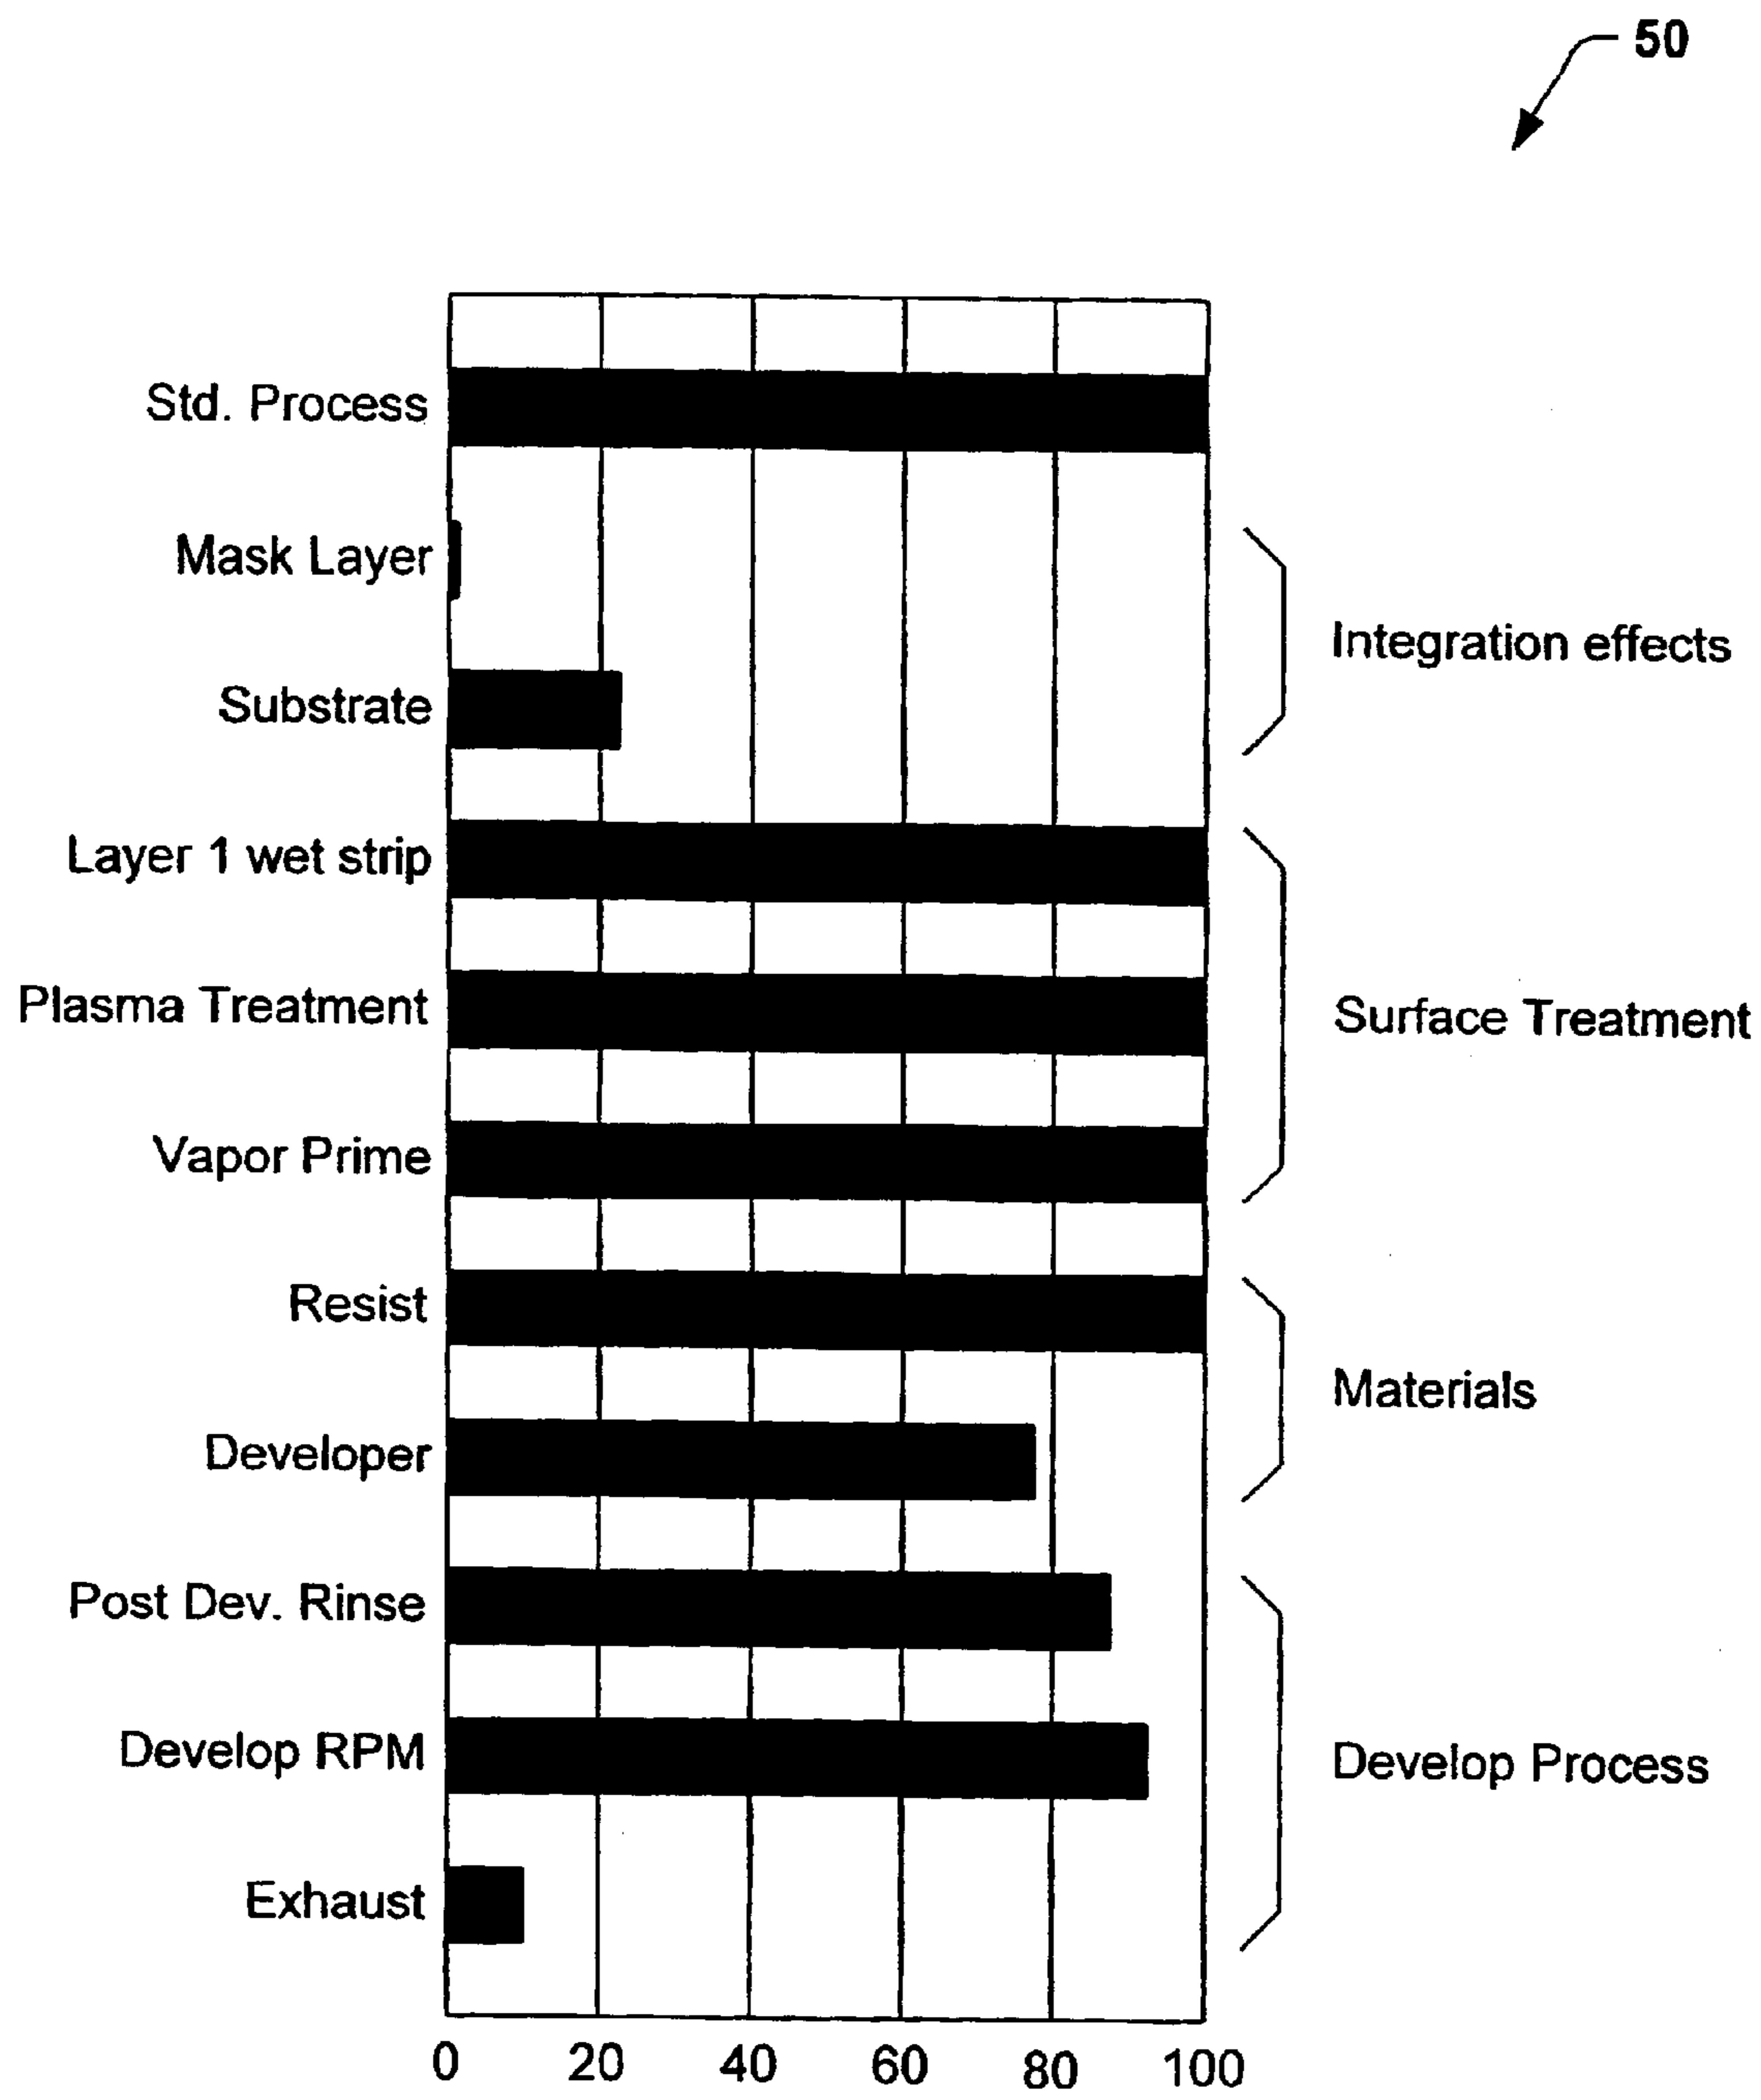 50
Std. Process
Mask Layer
Integration effects
Substrate
Layer 1 wet strip
Plasma Treatment
Surface Treatment
Vapor Prime
Resist
Materials
Developer
Post Dev. Rinse
Develop RPM
Develop Process
Exhaust
0 20 40 60 80 100